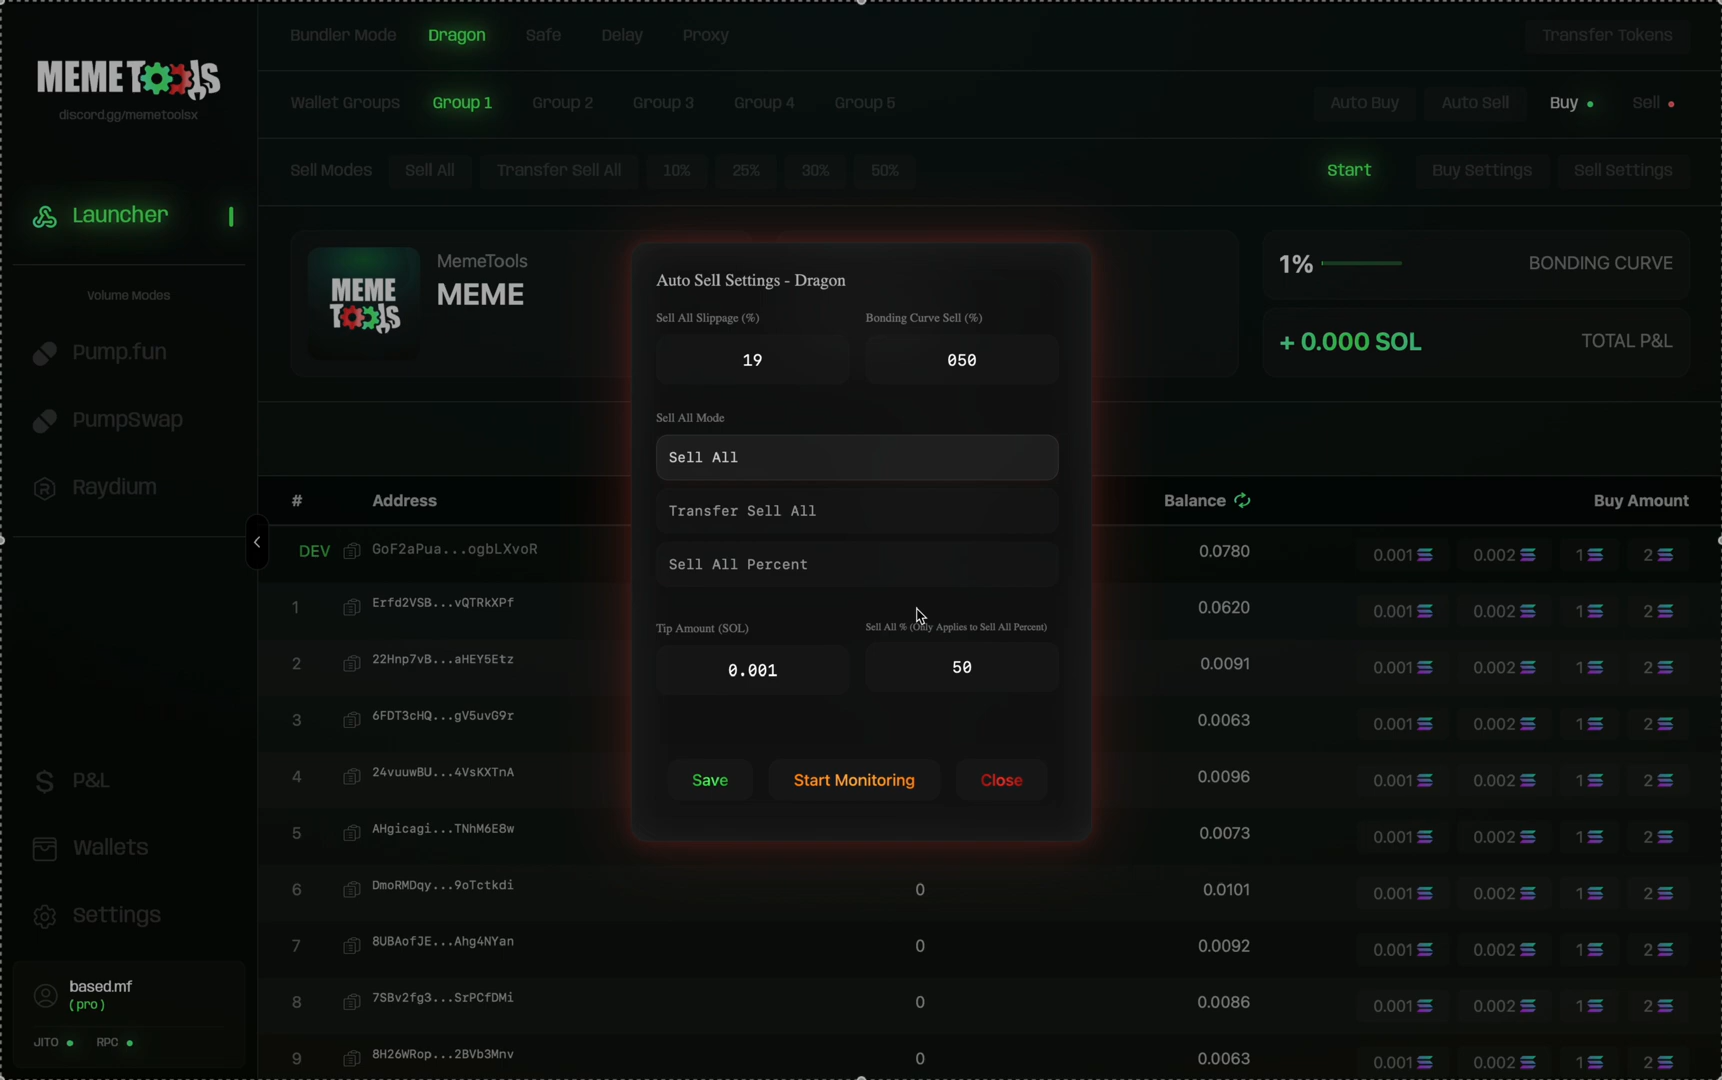 MEMETOOLS
discord.gg/memetoolsx
Launcher
Volume Modes
Pump.fun
PumpSwap
Raydium
P&L
Wallets
Settings
based.mf
(pro)
JITO RPC
Bundler Mode Dragon Safe Delay Proxy Transfer Tokens
Wallet Groups Group 1 Group 2 Group 3 Group 4 Group 5 Auto Buy Auto Sell Buy Sell
Sell Modes Sell All Transfer Sell All 10% 25% 30% 50% Start Buy Settings Sell Settings
MEME
TOOLS
MemeTools
MEME
1% BONDING CURVE
+ 0.000 SOL TOTAL P&L
Auto Sell Settings - Dragon
Sell All Slippage (%) Bonding Curve Sell (%)
19 050
Sell All Mode
Sell All
Transfer Sell All
Sell All Percent
Tip Amount (SOL) Sell All % (Only Applies to Sell All Percent)
0.001 50
Save Start Monitoring Close
# Address Balance Buy Amount
DEV GoF2aPua...ogbLXvoR 0.0780 0.001 0.002 1 2
1 Erfd2VSB...vQTRkXPf 0.0620 0.001 0.002 1 2
2 22Hnp7vB...aHEY5Etz 0.0091 0.001 0.002 1 2
3 6FDT3cHQ...gV5uvG9r 0.0063 0.001 0.002 1 2
4 24vuuwBU...4VsKXTnA 0.0096 0.001 0.002 1 2
5 AHgicagi...TNhM6E8w 0.0073 0.001 0.002 1 2
6 DmoRMDqy...9oTctkdi 0 0.0101 0.001 0.002 1 2
7 8UBAofJE...Ahg4NYan 0 0.0092 0.001 0.002 1 2
8 7SBv2fg3...SrPCfDMi 0 0.0086 0.001 0.002 1 2
9 8H26WRop...2BVb3Mnv 0 0.0063 0.001 0.002 1 2